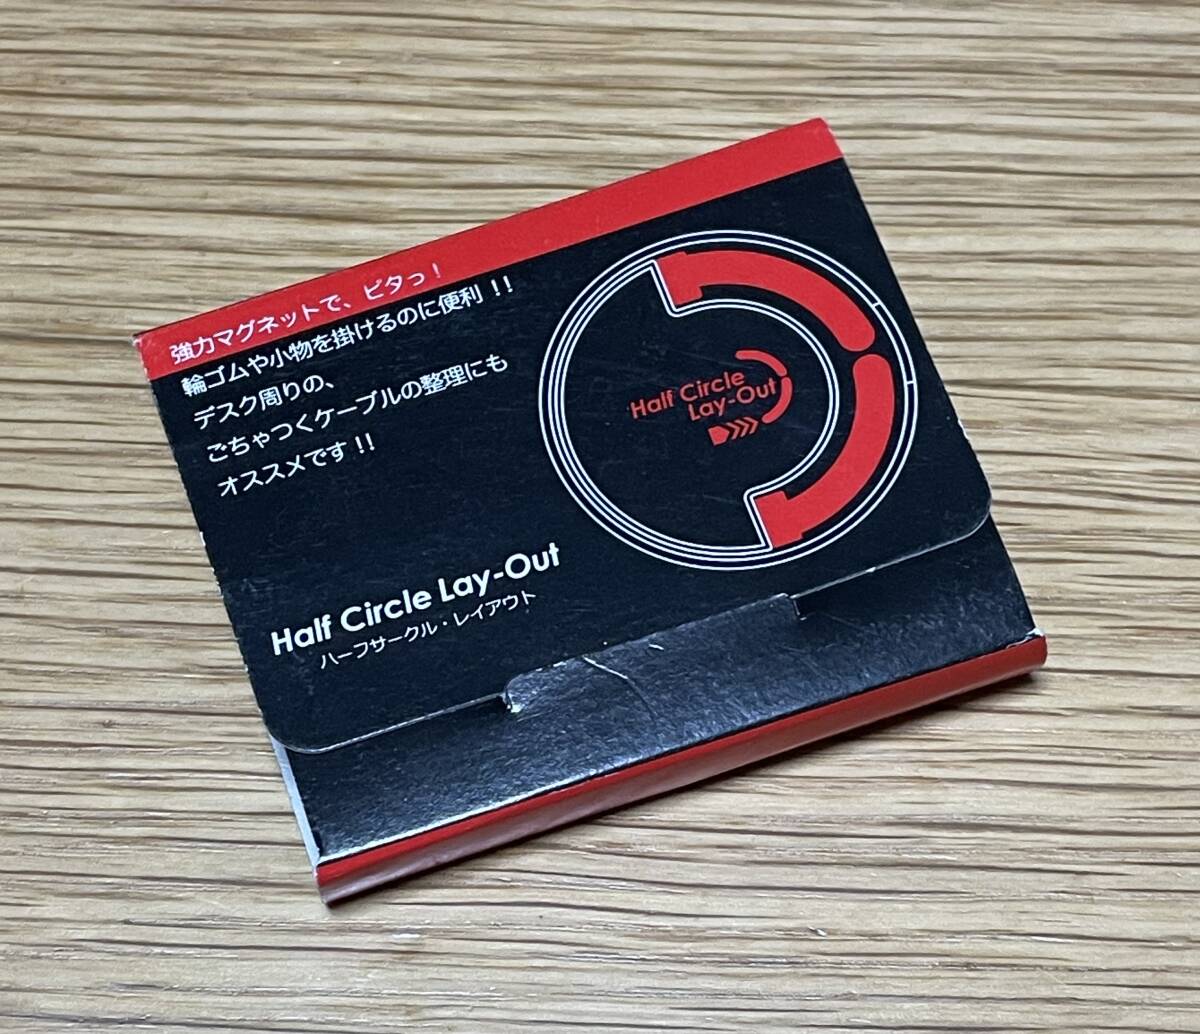 強力マグネットで、ピタっ!
輪ゴムや小物を掛けるのに便利!!
デスク周りの、
ごちゃつくケーブルの整理にも
オススメです!!
Half Circle
Lay-Out
Half Circle Lay-Out
ハーフサークル・レイアウト